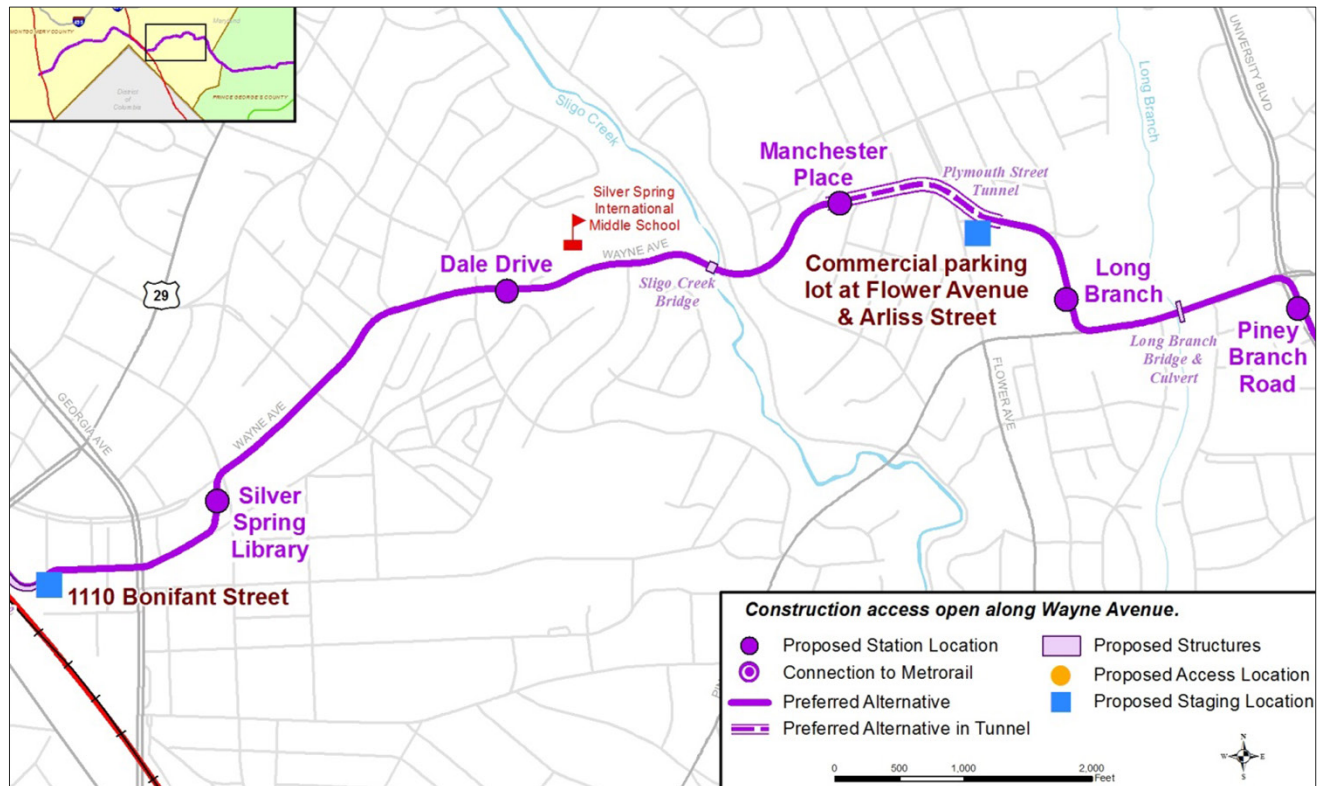 Maryland
MONTGOMERY COUNTY
495
District
of
Columbia
PRINCE GEORGE'S COUNTY
Sligo Creek
Manchester
Place
Plymouth Street
Tunnel
Long Branch
UNIVERSITY BLVD
Silver Spring
International
Middle School
WAYNE AVE
Dale Drive
Sligo Creek
Bridge
Commercial parking
lot at Flower Avenue
& Arliss Street
Long
Branch
29
Long Branch
Bridge &
Culvert
Piney
Branch
Road
FLOWER AVE
GEORGIA AVE
WAYNE AVE
Silver
Spring
Library
1110 Bonifant Street
Construction access open along Wayne Avenue.
Proposed Station Location
Connection to Metrorail
Preferred Alternative
Preferred Alternative in Tunnel
Proposed Structures
Proposed Access Location
Proposed Staging Location
N
W E
S
0 500 1,000 2,000
Feet